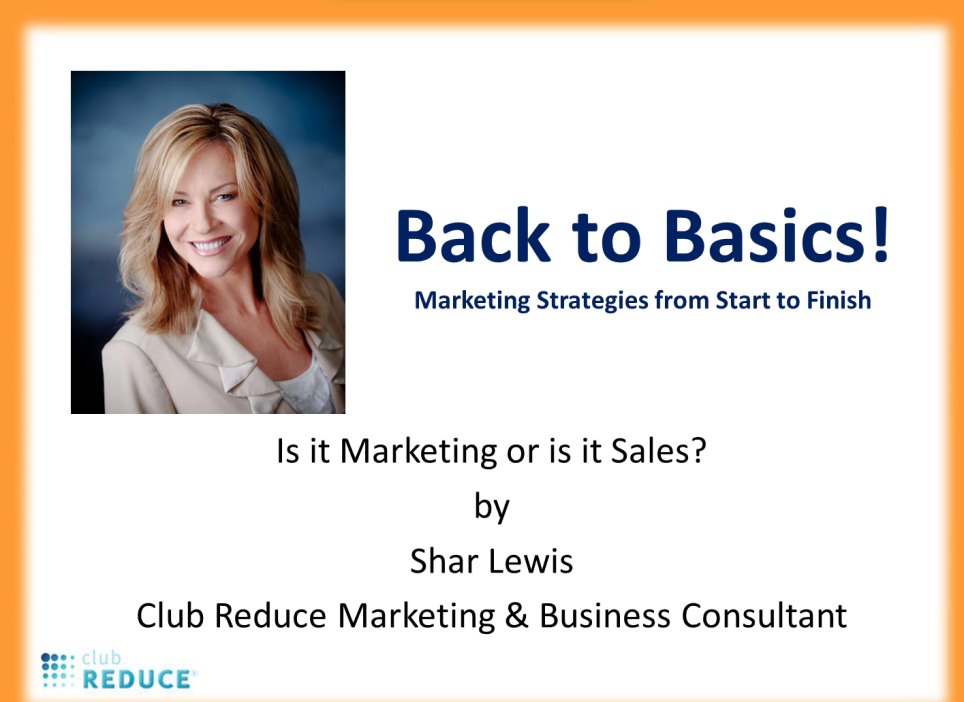 Back to Basics!
Marketing Strategies from Start to Finish
Is it Marketing or is it Sales?
by
Shar Lewis
Club Reduce Marketing & Business Consultant
club
REDUCE®